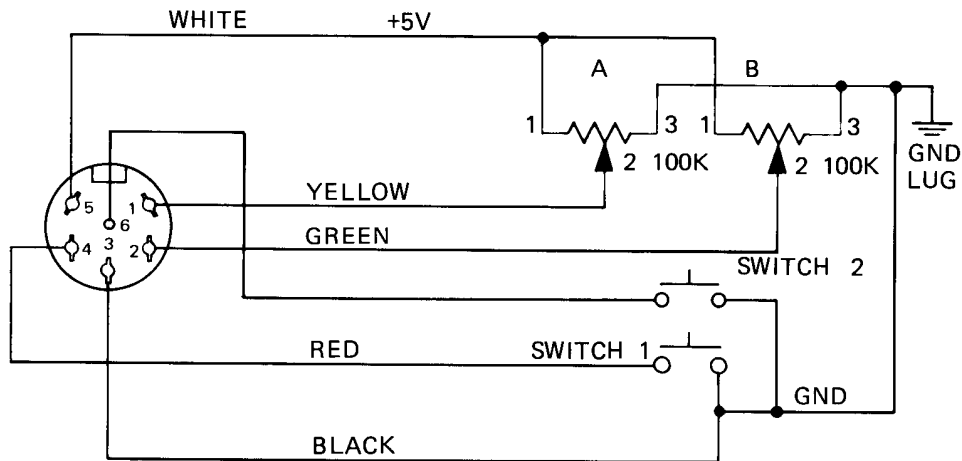 WHITE +5V
A B
1 3 1 3
2 100K 2 100K
GND
LUG
YELLOW
5 1
6
GREEN
3
4 2
SWITCH 2
RED SWITCH 1
GND
BLACK